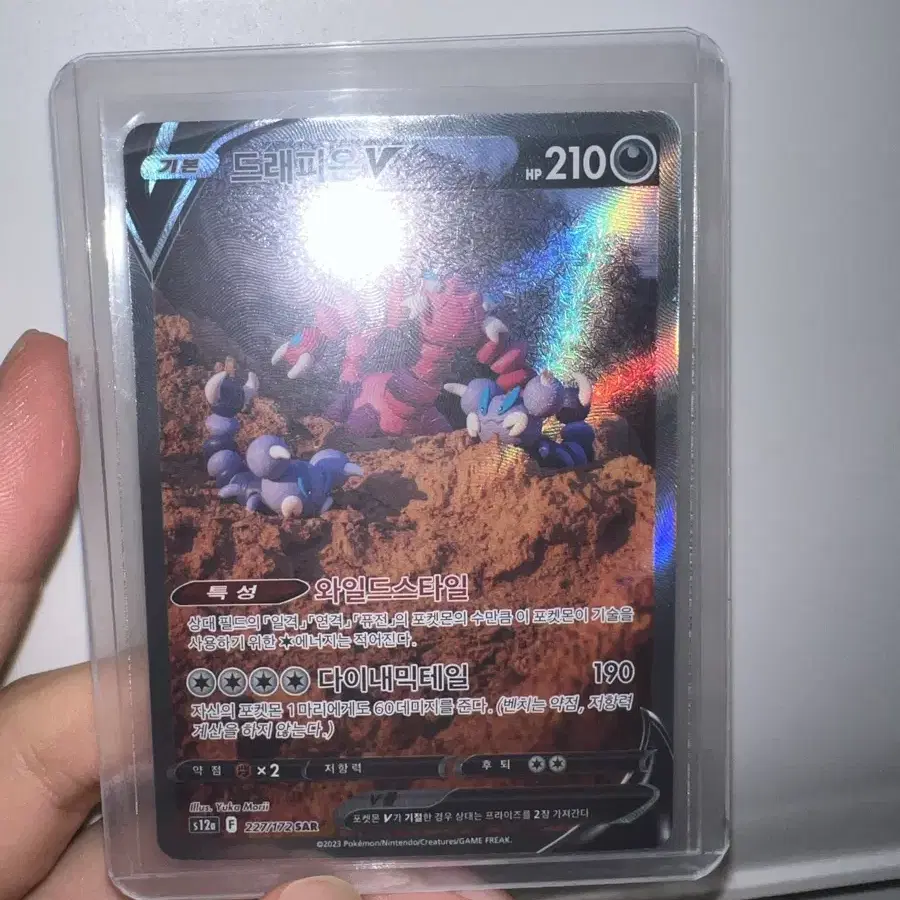 기본 드래피온 V HP 210
특성 와일드스타일
상대 필드의 「일격」 「연격」 「퓨전」의 포켓몬의 수만큼 이 포켓몬이 기술을
사용하기 위한 에너지는 적어진다.
다이내믹테일 190
자신의 포켓몬 1마리에게도 60데미지를 준다. (벤치는 약점, 저항력
계산을 하지 않는다.)
약점 ×2 저항력 후퇴
Illus. Yuka Morii
V룰
s12a F 227/172 SAR 포켓몬 V가 기절한 경우 상대는 프라이즈를 2장 가져간다
©2023 Pokémon/Nintendo/Creatures/GAME FREAK.